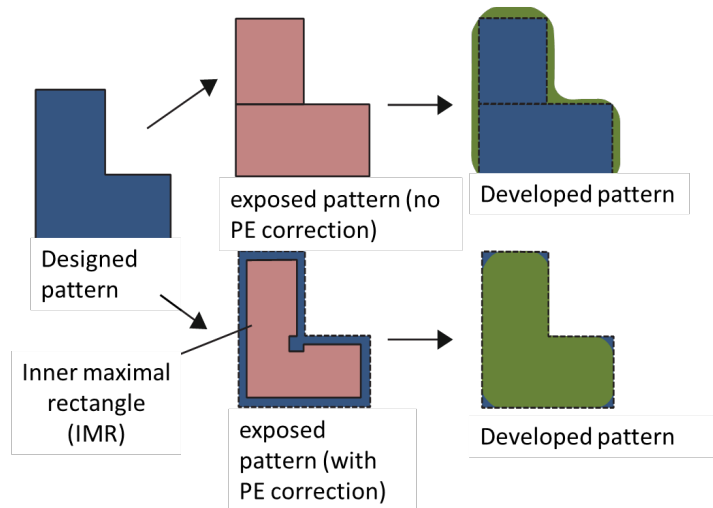 exposed pattern (no
PE correction)
Developed pattern
Designed
pattern
Inner maximal
rectangle
(IMR)
exposed
pattern (with
PE correction)
Developed pattern